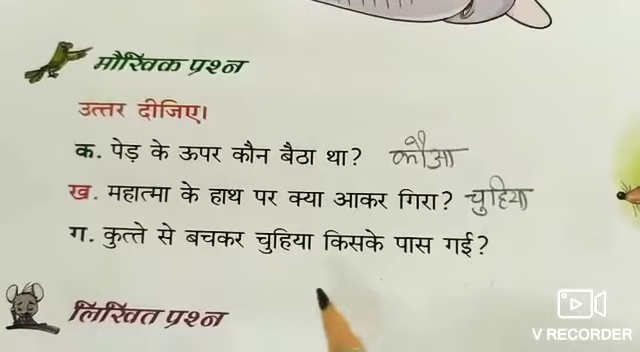 मौखिक प्रश्न
उत्तर दीजिए।
क. पेड़ के ऊपर कौन बैठा था? कौआ
ख. महात्मा के हाथ पर क्या आकर गिरा? चुहिया
ग. कुत्ते से बचकर चुहिया किसके पास गई?
लिखित प्रश्न
V RECORDER